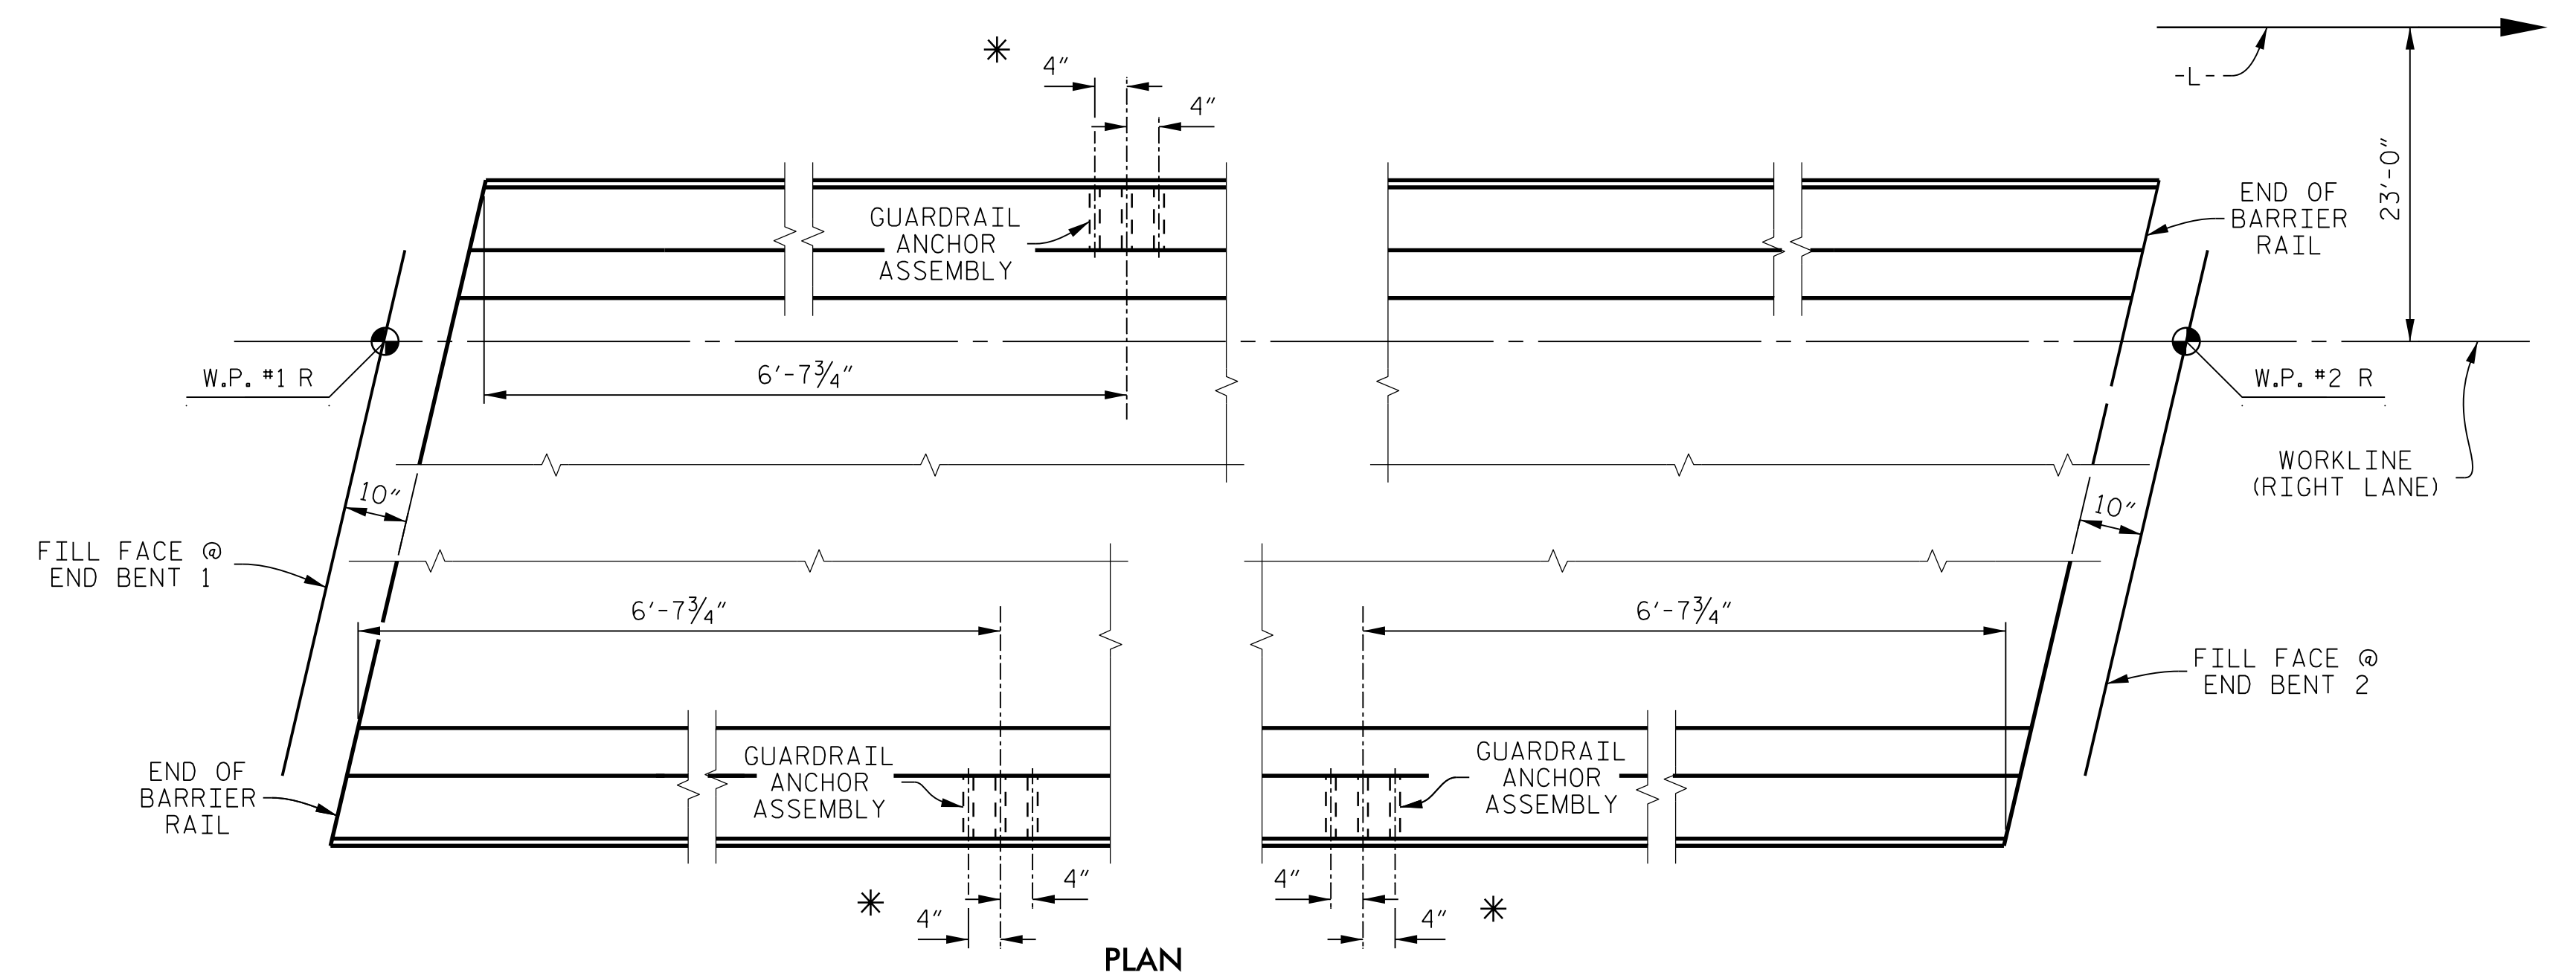 4″
4″
-L-
23′-0″
END OF
BARRIER
RAIL
GUARDRAIL
ANCHOR
ASSEMBLY
W.P. #1 R
6′-7¾″
W.P. #2 R
WORKLINE
(RIGHT LANE)
10″
10″
FILL FACE @
END BENT 1
6′-7¾″
6′-7¾″
FILL FACE @
END BENT 2
END OF
BARRIER
RAIL
GUARDRAIL
ANCHOR
ASSEMBLY
GUARDRAIL
ANCHOR
ASSEMBLY
4″
4″
4″
4″
PLAN